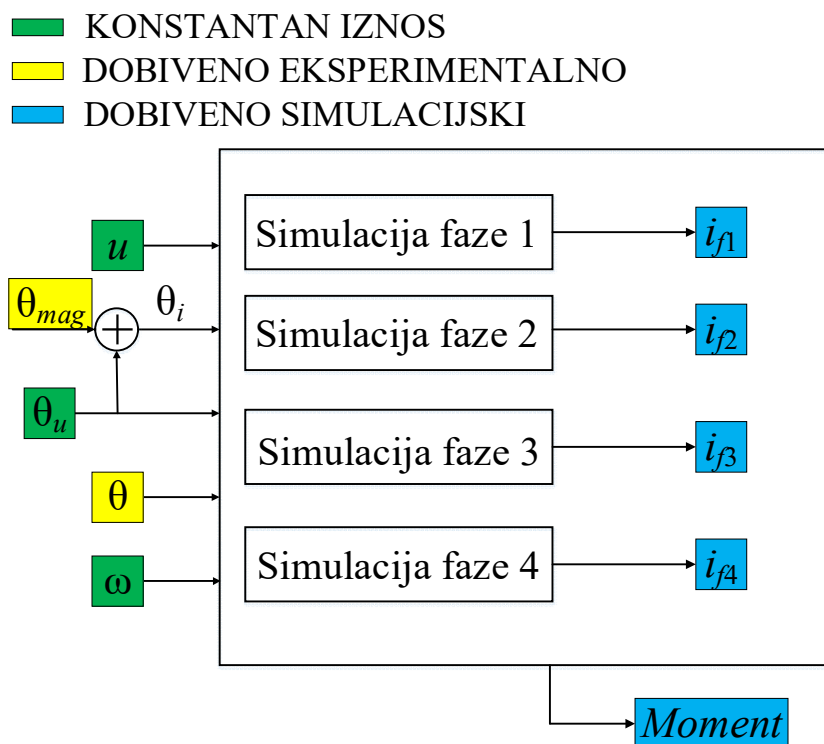 KONSTANTAN IZNOS
DOBIVENO EKSPERIMENTALNO
DOBIVENO SIMULACIJSKI
u
θmag
+
θi
θu
θ
ω
Simulacija faze 1
if1
Simulacija faze 2
if2
Simulacija faze 3
if3
Simulacija faze 4
if4
Moment